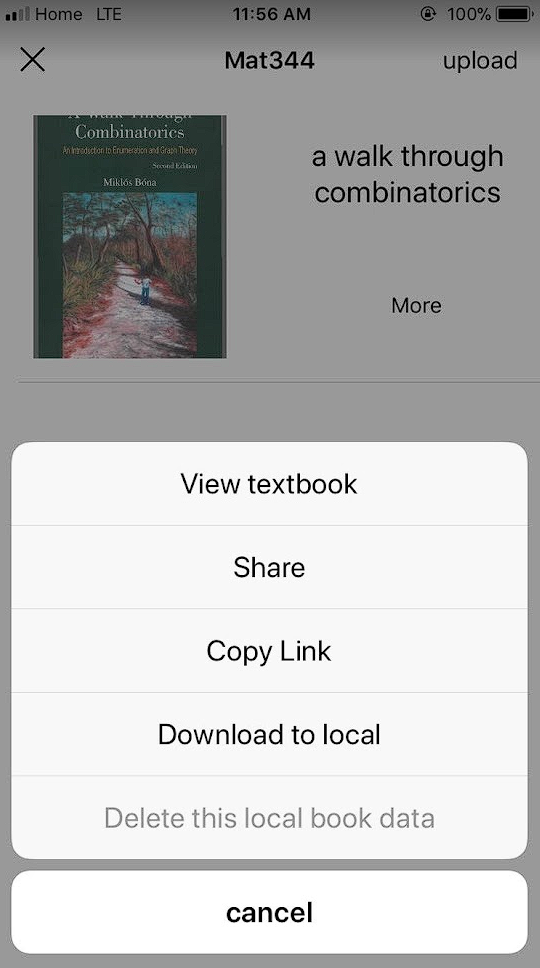 Home LTE 11:56 AM 100%
Mat344 upload
A Walk Through
Combinatorics
An Introduction to Enumeration and Graph Theory
Second Edition
Miklós Bóna
a walk through
combinatorics
More
View textbook
Share
Copy Link
Download to local
Delete this local book data
cancel